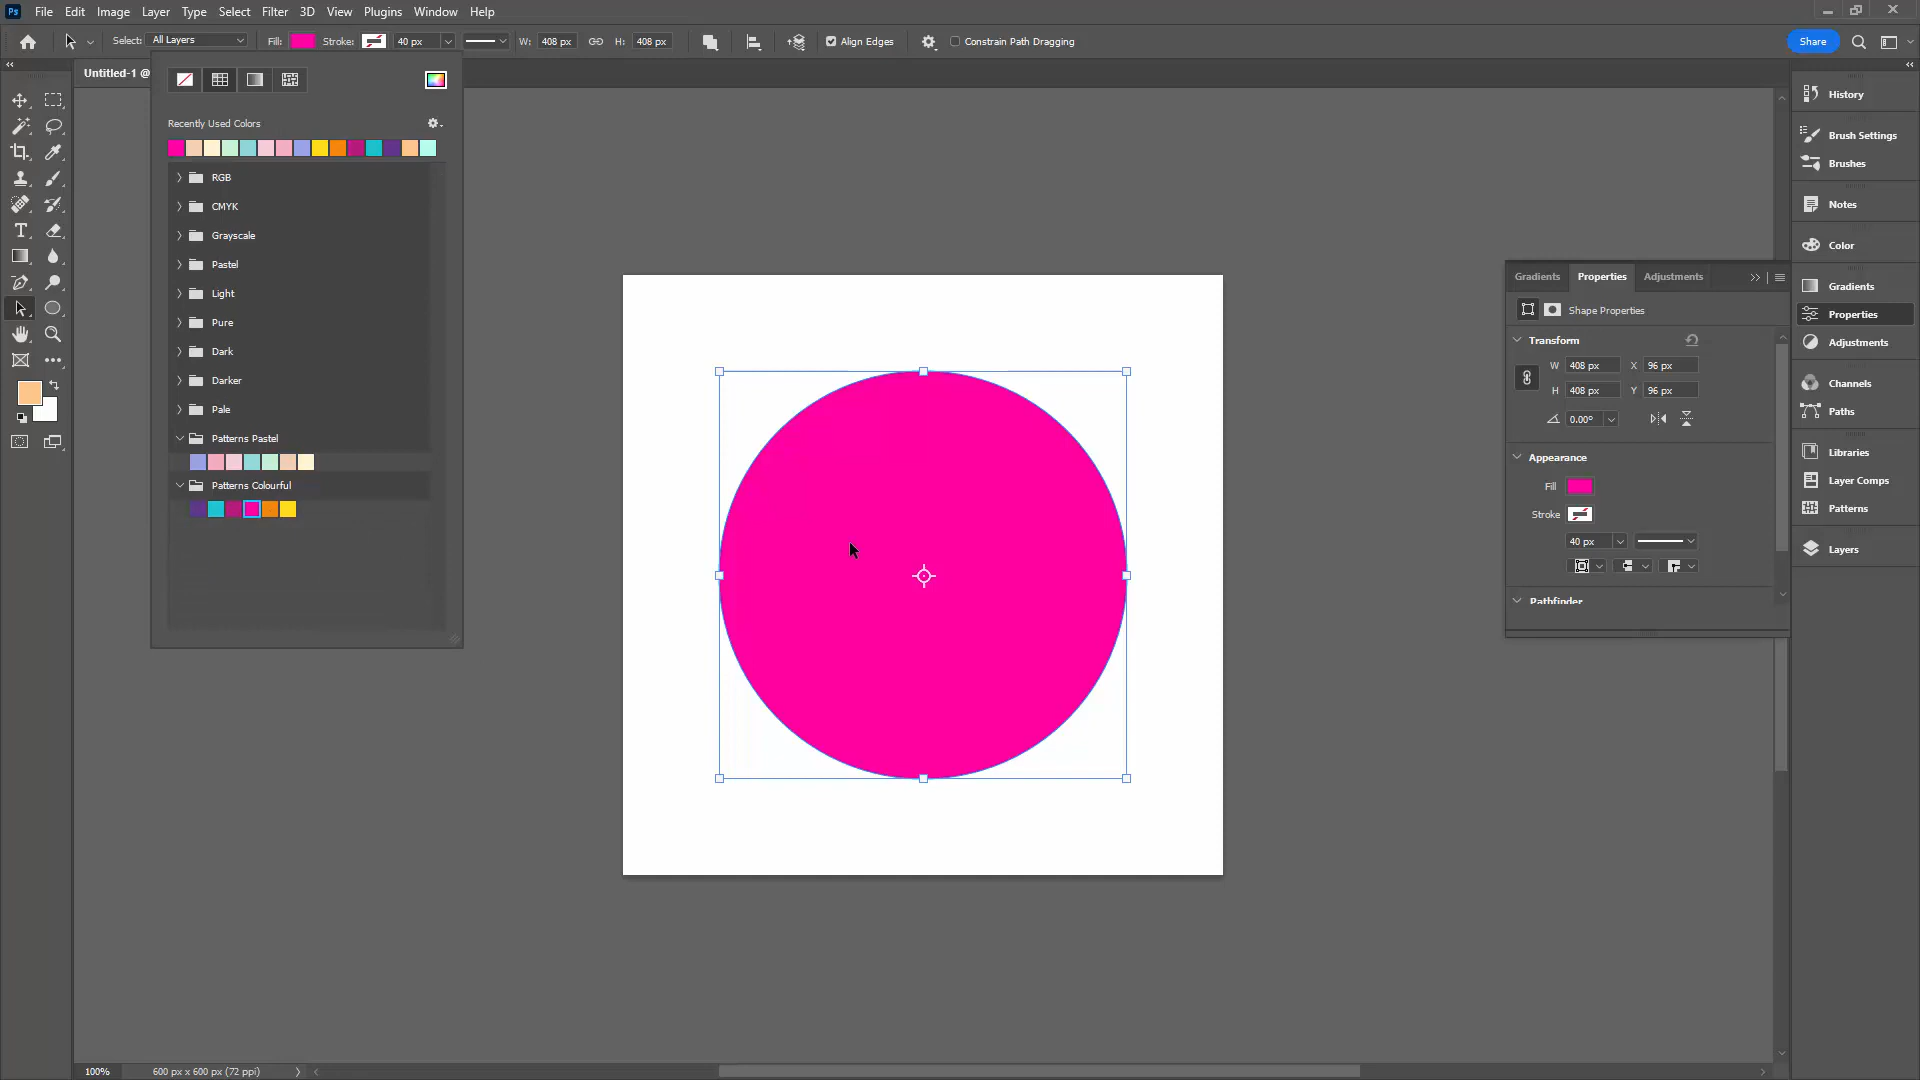 Ps File Edit Image Layer Type Select Filter 3D View Plugins Window Help
Select: All Layers Fill: Stroke: 40 px W: 408 px H: 408 px Align Edges Constrain Path Dragging Share
Untitled-1 @
Recently Used Colors
RGB
CMYK
Grayscale
Pastel
Light
Pure
Dark
Darker
Pale
Patterns Pastel
Patterns Colourful
Gradients Properties Adjustments
Shape Properties
Transform
W 408 px X 96 px
H 408 px Y 96 px
0.00°
Appearance
Fill
Stroke
40 px
Pathfinder
History
Brush Settings
Brushes
Notes
Color
Gradients
Properties
Adjustments
Channels
Paths
Libraries
Layer Comps
Patterns
Layers
100% 600 px x 600 px (72 ppi)